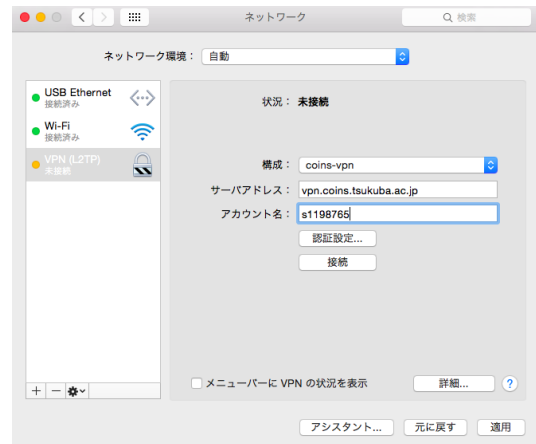 ネットワーク
検索
ネットワーク環境： 自動
USB Ethernet
接続済み
Wi-Fi
接続済み
VPN (L2TP)
未接続
状況： 未接続
構成： coins-vpn
サーバアドレス： vpn.coins.tsukuba.ac.jp
アカウント名： s1198765
認証設定...
接続
メニューバーに VPN の状況を表示
詳細... ?
アシスタント... 元に戻す 適用